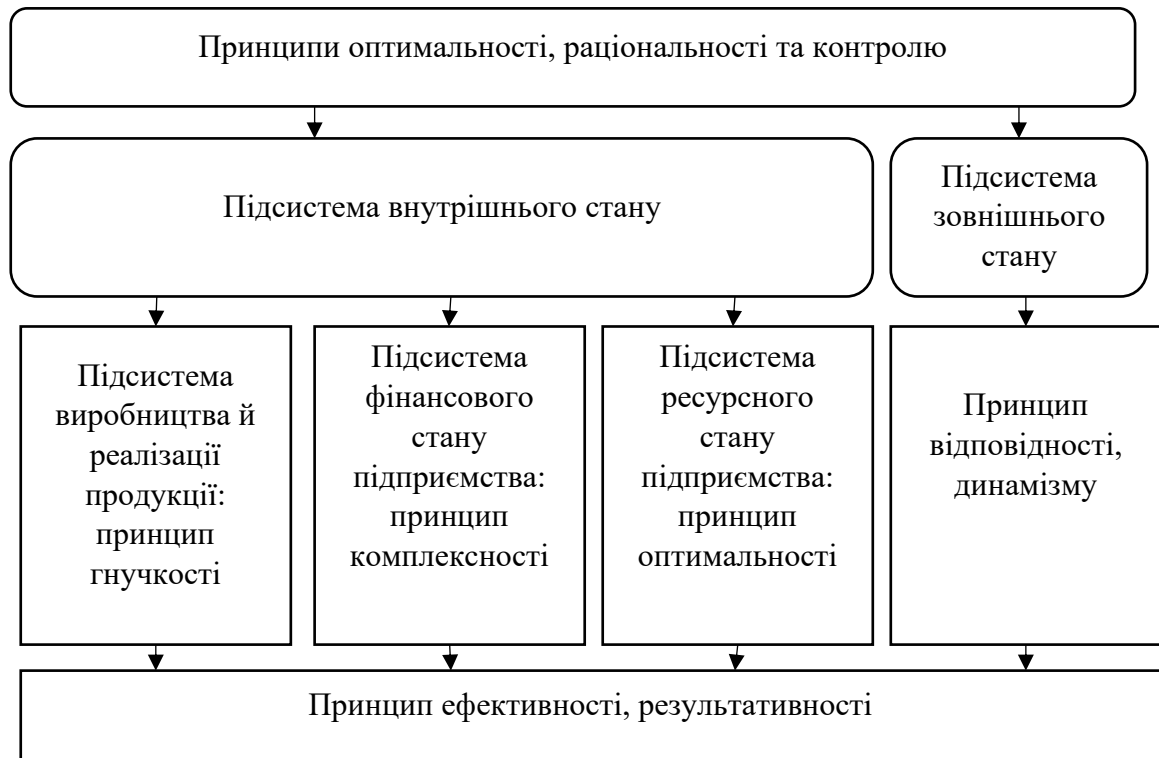 Принципи оптимальності, раціональності та контролю
Підсистема внутрішнього стану
Підсистема
зовнішнього
стану
Підсистема
виробництва й
реалізації
продукції:
принцип
гнучкості
Підсистема
фінансового
стану
підприємства:
принцип
комплексності
Підсистема
ресурсного
стану
підприємства:
принцип
оптимальності
Принцип
відповідності,
динамізму
Принцип ефективності, результативності